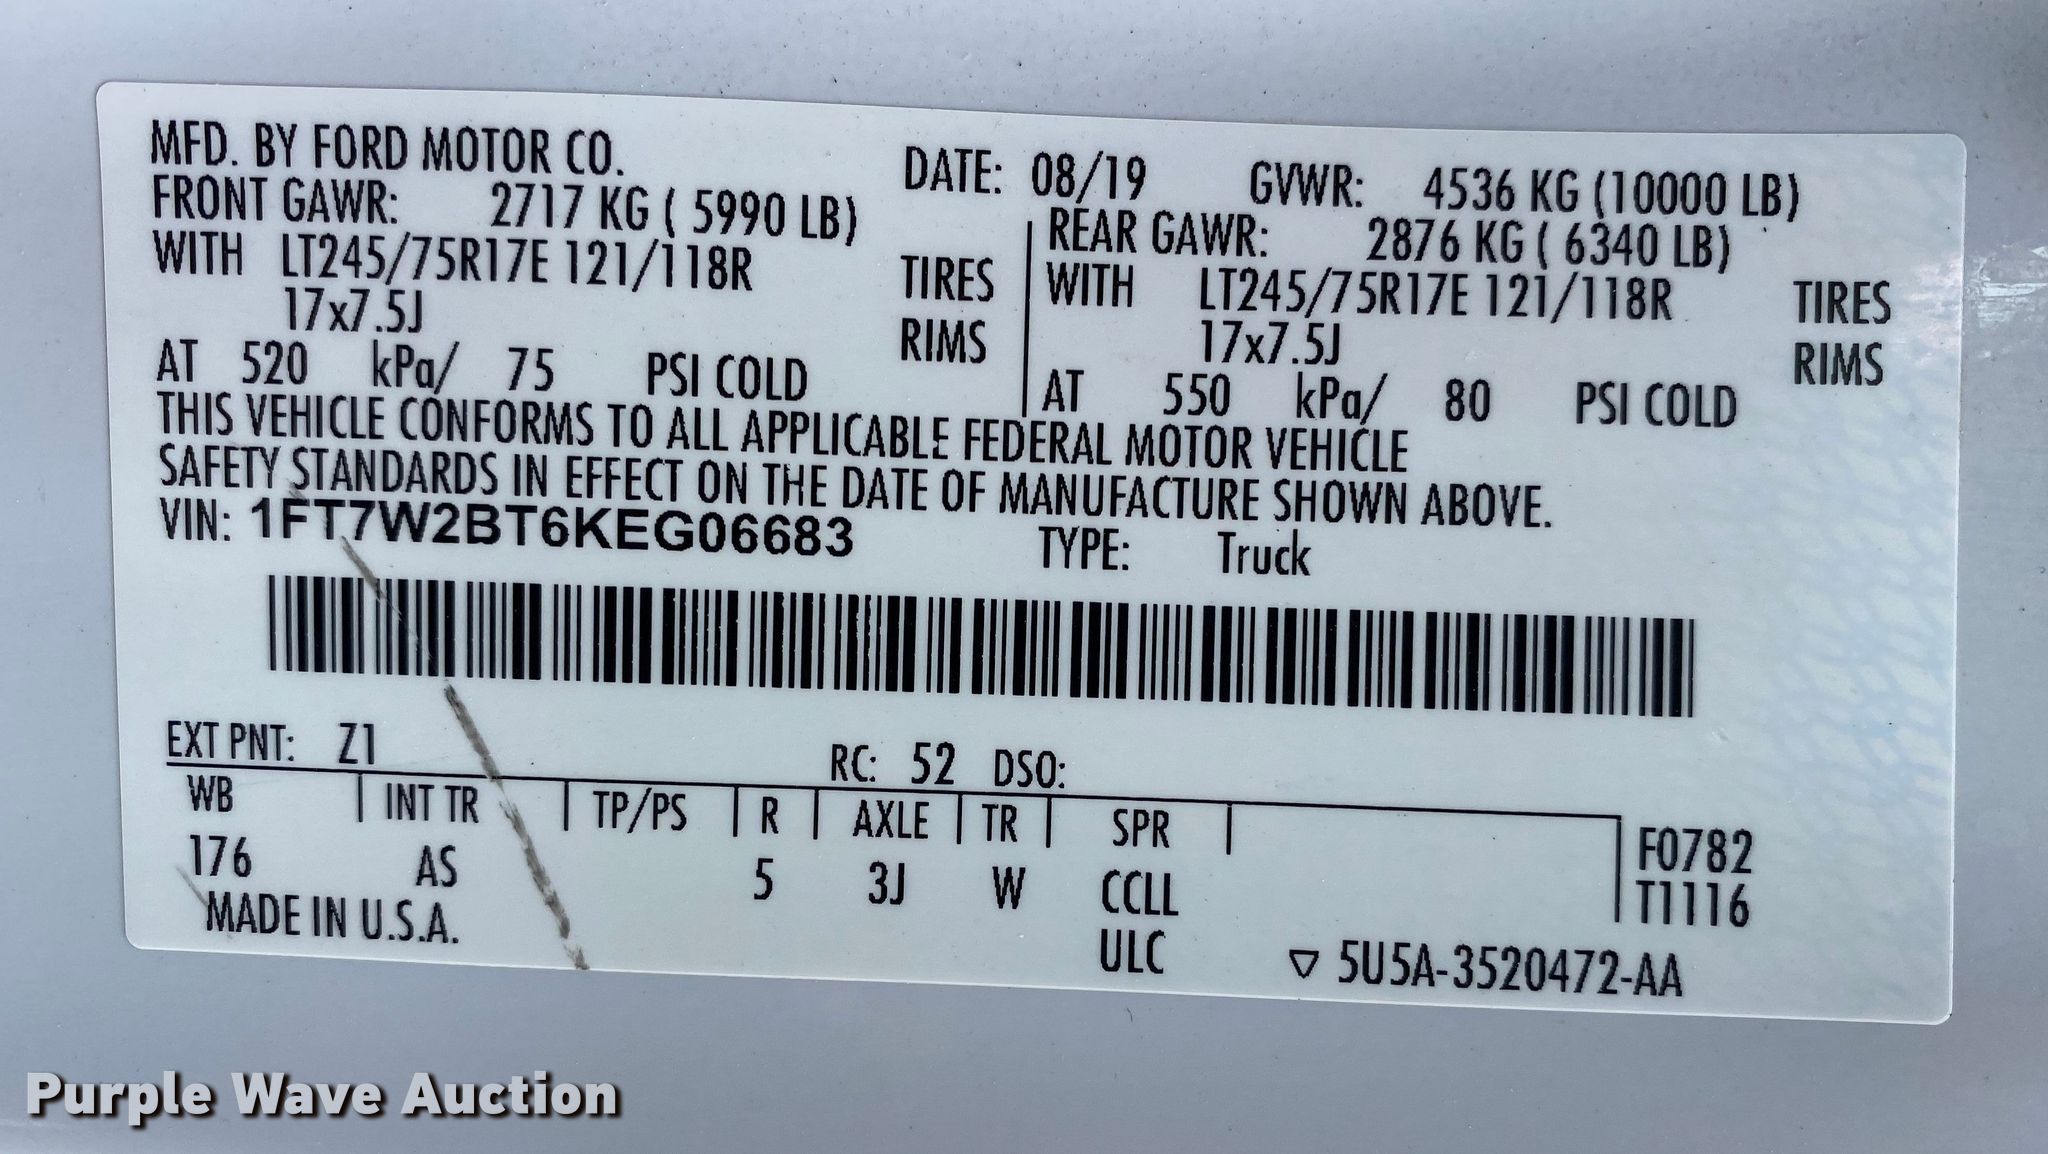 MFD. BY FORD MOTOR CO. DATE: 08/19 GVWR: 4536 KG (10000 LB)
FRONT GAWR: 2717 KG ( 5990 LB)
WITH LT245/75R17E 121/118R TIRES
17x7.5J RIMS
AT 520 kPa/ 75 PSI COLD
REAR GAWR: 2876 KG ( 6340 LB)
WITH LT245/75R17E 121/118R TIRES
17x7.5J RIMS
AT 550 kPa/ 80 PSI COLD
THIS VEHICLE CONFORMS TO ALL APPLICABLE FEDERAL MOTOR VEHICLE
SAFETY STANDARDS IN EFFECT ON THE DATE OF MANUFACTURE SHOWN ABOVE.
VIN: 1FT7W2BT6KEG06683 TYPE: Truck
EXT PNT: Z1 RC: 52 DSO:
WB INT TR TP/PS R AXLE TR SPR F0782
176 AS 5 3J W CCLL T1116
MADE IN U.S.A. ULC ▽ 5U5A-3520472-AA
Purple Wave Auction